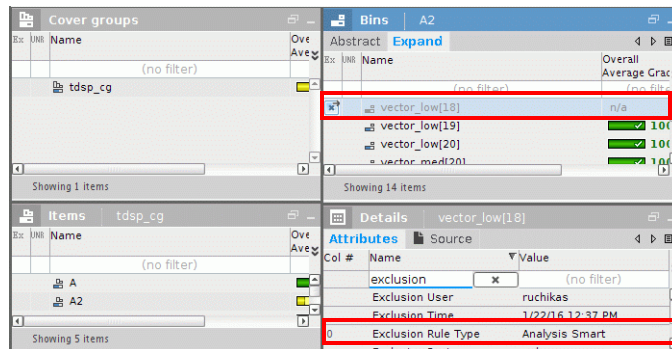 Cover groups
Ex UNR Name Ove
Ave
(no filter)
tdsp_cg
Showing 1 items
Bins A2
Abstract Expand
Ex UNR Name Overall
Average Grad
(no filter) (no filte
vector_low[18] n/a
vector_low[19] 100
vector_low[20] 100
vector_med[20] 100
Showing 14 items
Items tdsp_cg
Ex UNR Name Ove
Ave
(no filter)
A
A2
Showing 5 items
Details vector_low[18]
Attributes Source
Col # Name Value
exclusion (no filter)
Exclusion User ruchikas
Exclusion Time 1/22/16 12:37 PM
0 Exclusion Rule Type Analysis Smart